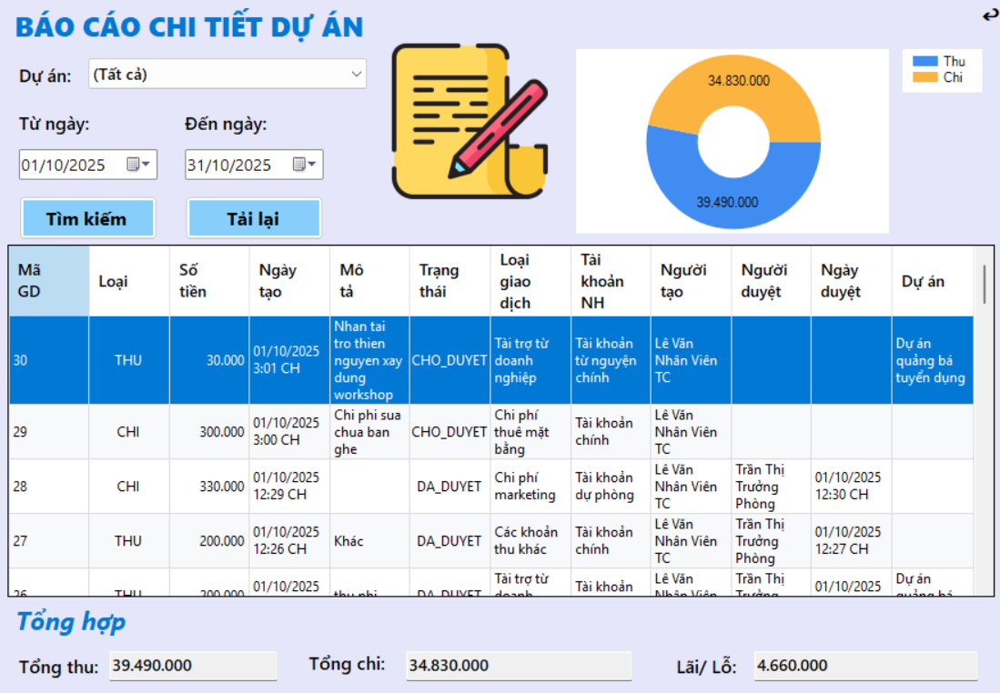 BÁO CÁO CHI TIẾT DỰ ÁN
Dự án: (Tất cả)
Từ ngày: Đến ngày:
01/10/2025 31/10/2025
Tìm kiếm Tải lại
34.830.000
39.490.000
Thu
Chi
Mã GD Loại Số tiền Ngày tạo Mô tả Trạng thái Loại giao dịch Tài khoản NH Người tạo Người duyệt Ngày duyệt Dự án
30 THU 30.000 01/10/2025 3:01 CH Nhan tai tro thien nguyen xay dung workshop CHO_DUYET Tài trợ từ doanh nghiệp Tài khoản từ nguyện chính Lê Văn Nhân Viên TC Dự án quảng bá tuyển dụng
29 CHI 300.000 01/10/2025 3:00 CH Chi phi sua chua ban ghe CHO_DUYET Chi phí thuê mặt bằng Tài khoản chính Lê Văn Nhân Viên TC
28 CHI 330.000 01/10/2025 12:29 CH DA_DUYET Chi phí marketing Tài khoản dự phòng Lê Văn Nhân Viên TC Trần Thị Trưởng Phòng 01/10/2025 12:30 CH
27 THU 200.000 01/10/2025 12:26 CH Khác DA_DUYET Các khoản thu khác Tài khoản chính Lê Văn Nhân Viên TC Trần Thị Trưởng Phòng 01/10/2025 12:27 CH
26 THU 200.000 01/10/2025 thu phi DA_DUYET Tài trợ từ doanh Tài khoản Lê Văn Nhân Viên Trần Thị Trưởng 01/10/2025 Dự án quảng bá
Tổng hợp
Tổng thu: 39.490.000 Tổng chi: 34.830.000 Lãi/ Lỗ: 4.660.000